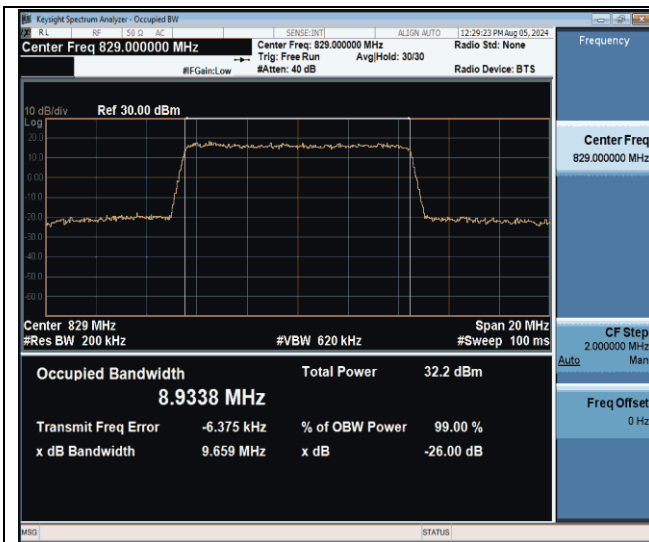 Keysight Spectrum Analyzer - Occupied BW
RL RF 50 Ω AC SENSE:INT ALIGN AUTO 12:29:23 PM Aug 05, 2024
Center Freq 829.000000 MHz Center Freq: 829.000000 MHz Radio Std: None
Trig: Free Run Avg|Hold: 30/30
#IFGain:Low #Atten: 40 dB Radio Device: BTS
10 dB/div Ref 30.00 dBm
Log
20.0
10.0
0.00
-10.0
-20.0
-30.0
-40.0
-50.0
-60.0
Center 829 MHz Span 20 MHz
#Res BW 200 kHz #VBW 620 kHz #Sweep 100 ms
Occupied Bandwidth Total Power 32.2 dBm
8.9338 MHz
Transmit Freq Error -6.375 kHz % of OBW Power 99.00 %
x dB Bandwidth 9.659 MHz x dB -26.00 dB
MSG STATUS
Frequency
Center Freq
829.000000 MHz
CF Step
2.000000 MHz
Auto Man
Freq Offset
0 Hz